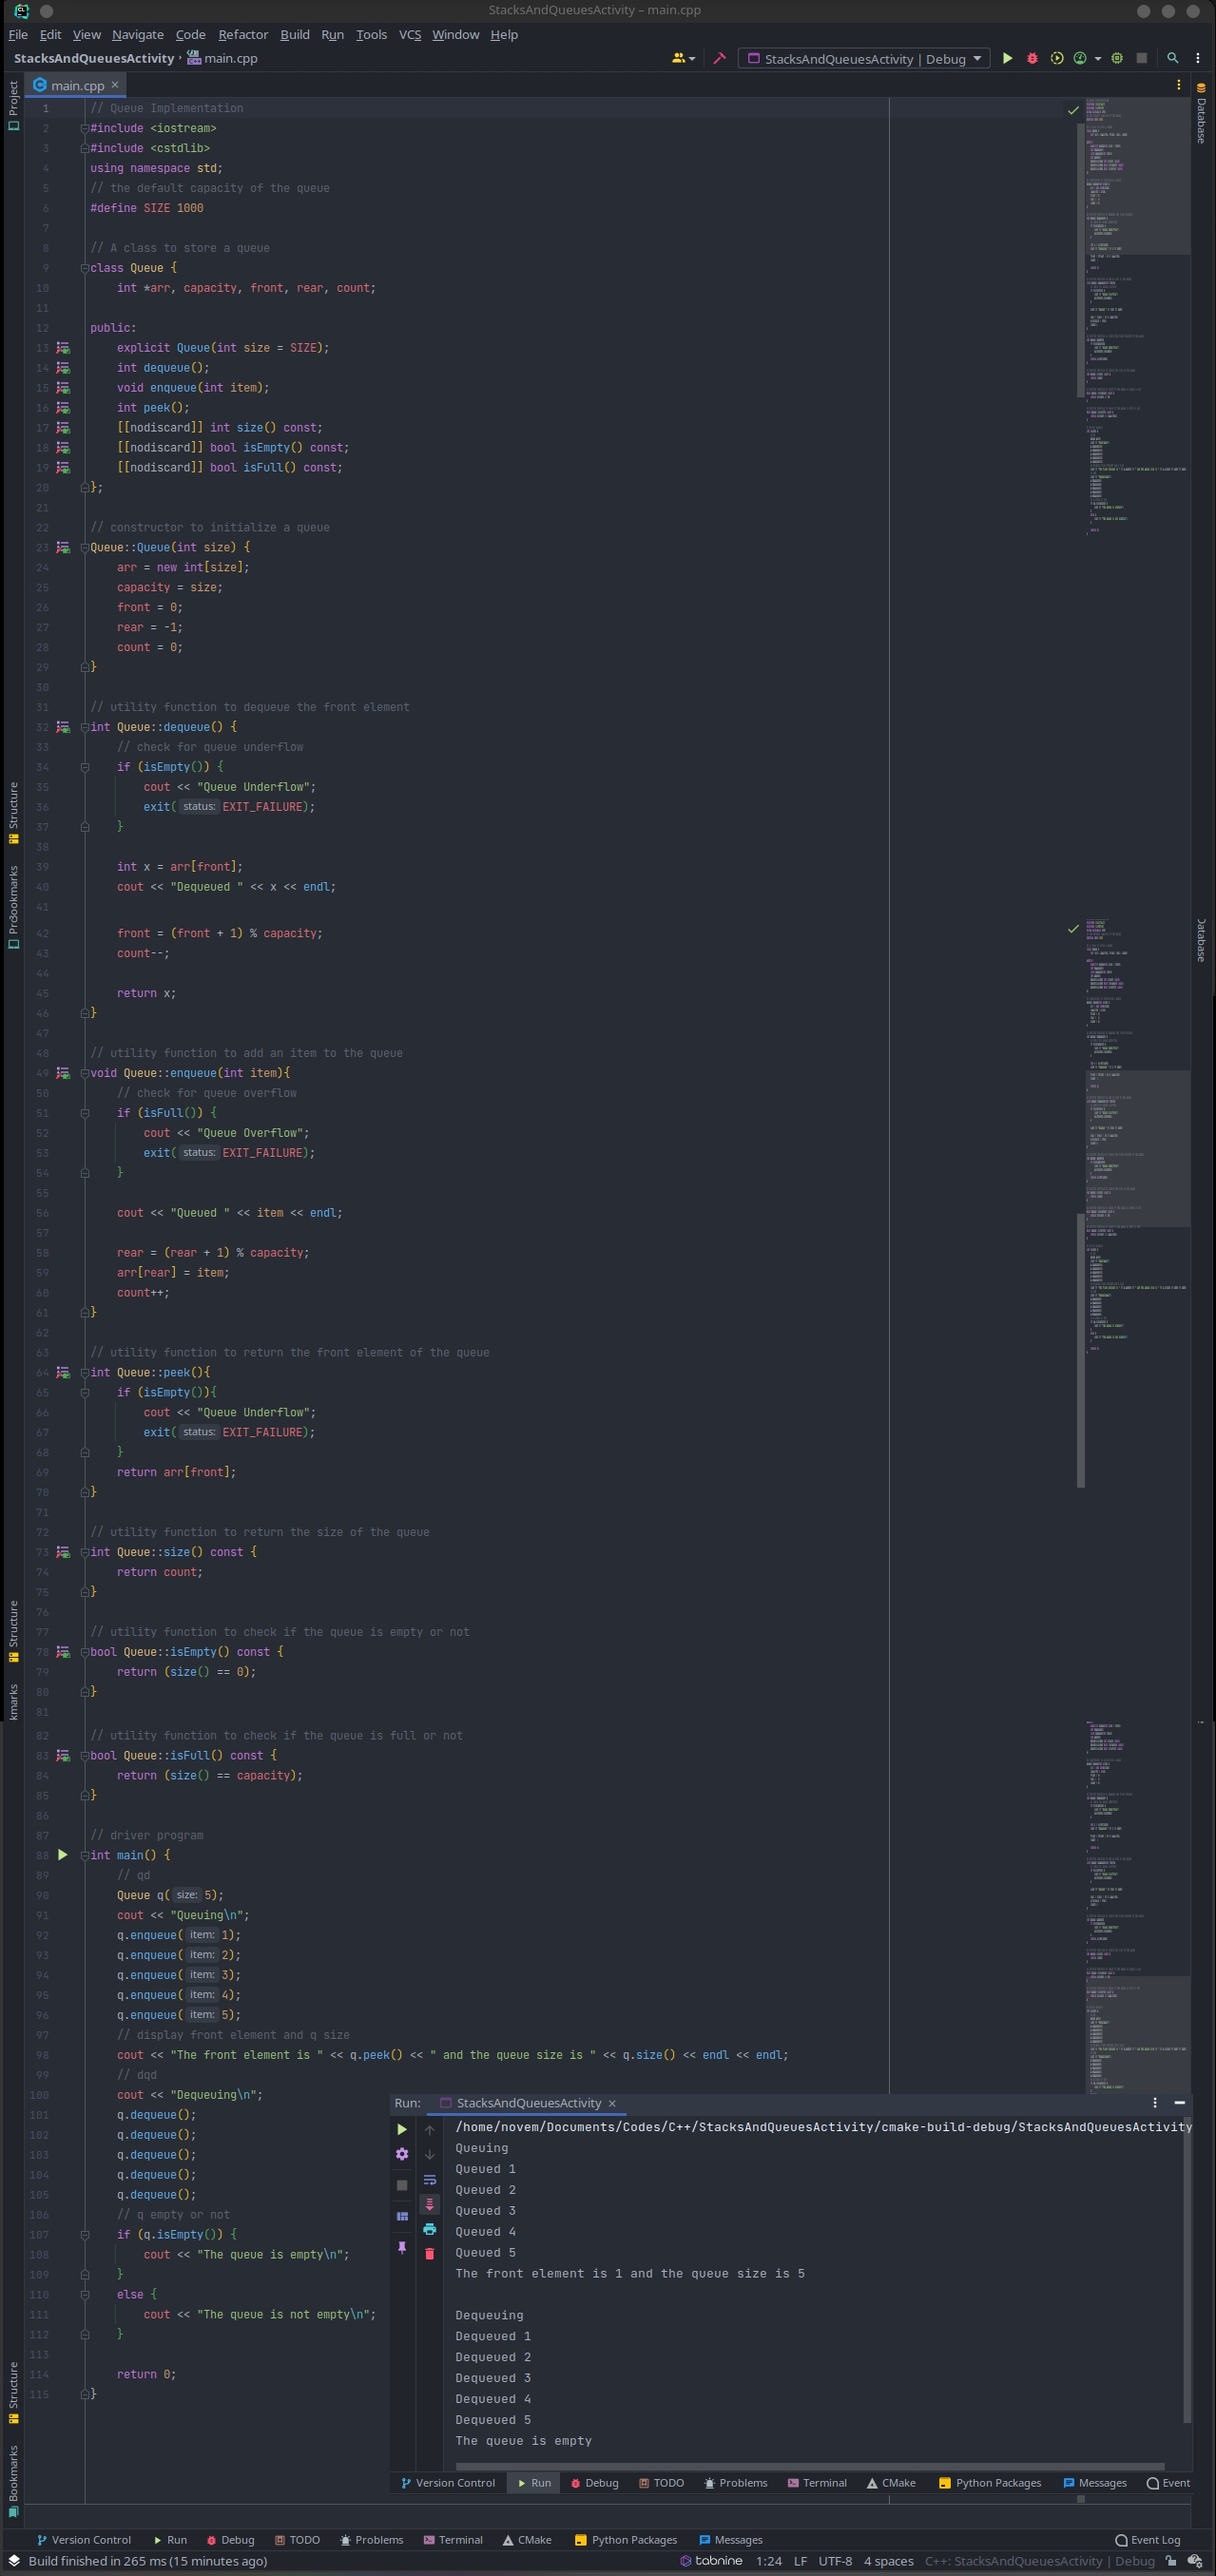 StacksAndQueuesActivity – main.cpp
File Edit View Navigate Code Refactor Build Run Tools VCS Window Help
StacksAndQueuesActivity › main.cpp
StacksAndQueuesActivity | Debug
main.cpp
Project
Database
1 // Queue Implementation
2 #include <iostream>
3 #include <cstdlib>
4 using namespace std;
5 // the default capacity of the queue
6 #define SIZE 1000
7
8 // A class to store a queue
9 class Queue {
10 int *arr, capacity, front, rear, count;
11
12 public:
13 explicit Queue(int size = SIZE);
14 int dequeue();
15 void enqueue(int item);
16 int peek();
17 [[nodiscard]] int size() const;
18 [[nodiscard]] bool isEmpty() const;
19 [[nodiscard]] bool isFull() const;
20 };
21
22 // constructor to initialize a queue
23 Queue::Queue(int size) {
24 arr = new int[size];
25 capacity = size;
26 front = 0;
27 rear = -1;
28 count = 0;
29 }
30
31 // utility function to dequeue the front element
32 int Queue::dequeue() {
33 // check for queue underflow
34 if (isEmpty()) {
35 cout << "Queue Underflow";
36 exit( status: EXIT_FAILURE);
37 }
38
39 int x = arr[front];
40 cout << "Dequeued " << x << endl;
41
42 front = (front + 1) % capacity;
43 count--;
44
45 return x;
46 }
47
48 // utility function to add an item to the queue
49 void Queue::enqueue(int item){
50 // check for queue overflow
51 if (isFull()) {
52 cout << "Queue Overflow";
53 exit( status: EXIT_FAILURE);
54 }
55
56 cout << "Queued " << item << endl;
57
58 rear = (rear + 1) % capacity;
59 arr[rear] = item;
60 count++;
61 }
62
63 // utility function to return the front element of the queue
64 int Queue::peek(){
65 if (isEmpty()){
66 cout << "Queue Underflow";
67 exit( status: EXIT_FAILURE);
68 }
69 return arr[front];
70 }
71
72 // utility function to return the size of the queue
73 int Queue::size() const {
74 return count;
75 }
76
77 // utility function to check if the queue is empty or not
78 bool Queue::isEmpty() const {
79 return (size() == 0);
80 }
81
82 // utility function to check if the queue is full or not
83 bool Queue::isFull() const {
84 return (size() == capacity);
85 }
86
87 // driver program
88 int main() {
89 // qd
90 Queue q( size: 5);
91 cout << "Queuing\n";
92 q.enqueue( item: 1);
93 q.enqueue( item: 2);
94 q.enqueue( item: 3);
95 q.enqueue( item: 4);
96 q.enqueue( item: 5);
97 // display front element and q size
98 cout << "The front element is " << q.peek() << " and the queue size is " << q.size() << endl << endl;
99 // dqd
100 cout << "Dequeuing\n";
101 q.dequeue();
102 q.dequeue();
103 q.dequeue();
104 q.dequeue();
105 q.dequeue();
106 // q empty or not
107 if (q.isEmpty()) {
108 cout << "The queue is empty\n";
109 }
110 else {
111 cout << "The queue is not empty\n";
112 }
113
114 return 0;
115 }
Structure
Bookmarks
Database
Structure
kmarks
Structure
Bookmarks
Run: StacksAndQueuesActivity
/home/novem/Documents/Codes/C++/StacksAndQueuesActivity/cmake-build-debug/StacksAndQueuesActivity
Queuing
Queued 1
Queued 2
Queued 3
Queued 4
Queued 5
The front element is 1 and the queue size is 5
Dequeuing
Dequeued 1
Dequeued 2
Dequeued 3
Dequeued 4
Dequeued 5
The queue is empty
Version Control Run Debug TODO Problems Terminal CMake Python Packages Messages Event
Version Control Run Debug TODO Problems Terminal CMake Python Packages Messages Event Log
Build finished in 265 ms (15 minutes ago) tabnine 1:24 LF UTF-8 4 spaces C++: StacksAndQueuesActivity | Debug